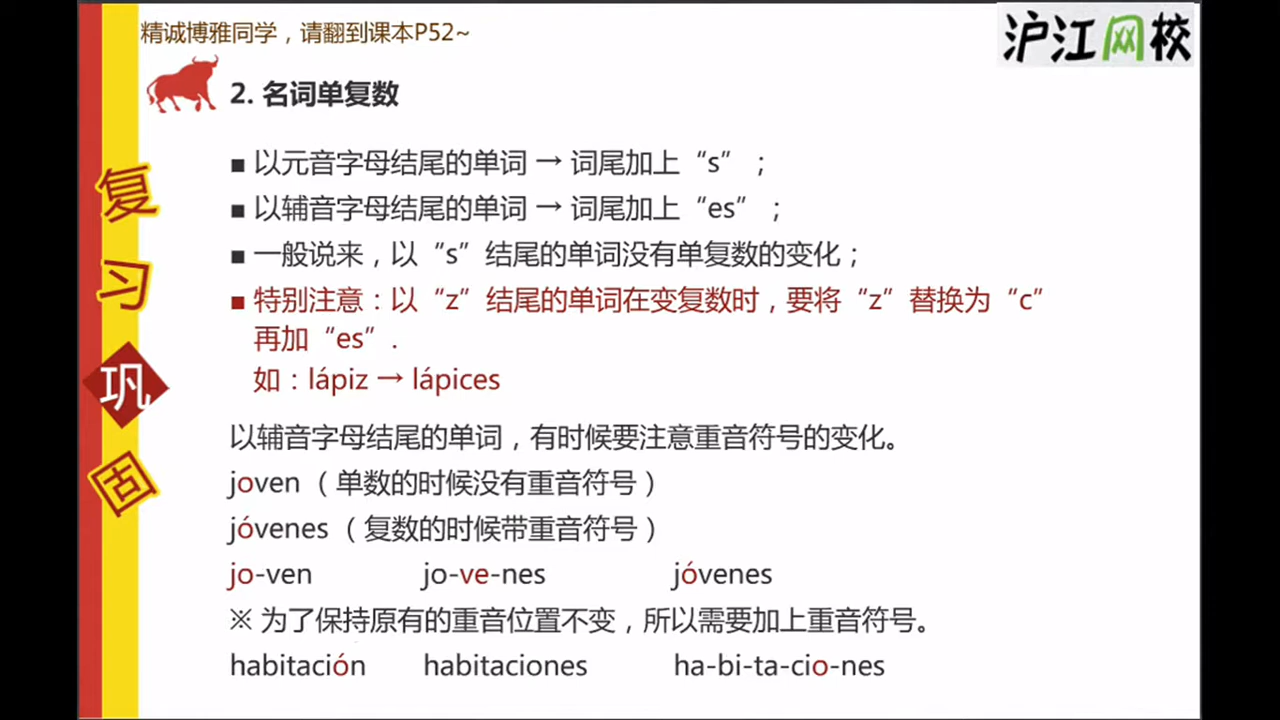 精诚博雅同学，请翻到课本P52~
沪江网校
2. 名词单复数
■ 以元音字母结尾的单词 → 词尾加上“s”；
■ 以辅音字母结尾的单词 → 词尾加上“es”；
■ 一般说来，以“s”结尾的单词没有单复数的变化；
■ 特别注意：以“z”结尾的单词在变复数时，要将“z”替换为“c”
再加“es”.
如：lápiz → lápices
以辅音字母结尾的单词，有时候要注意重音符号的变化。
joven（单数的时候没有重音符号）
jóvenes（复数的时候带重音符号）
jo-ven jo-ve-nes jóvenes
※ 为了保持原有的重音位置不变，所以需要加上重音符号。
habitación habitaciones ha-bi-ta-cio-nes
复
习
巩
固